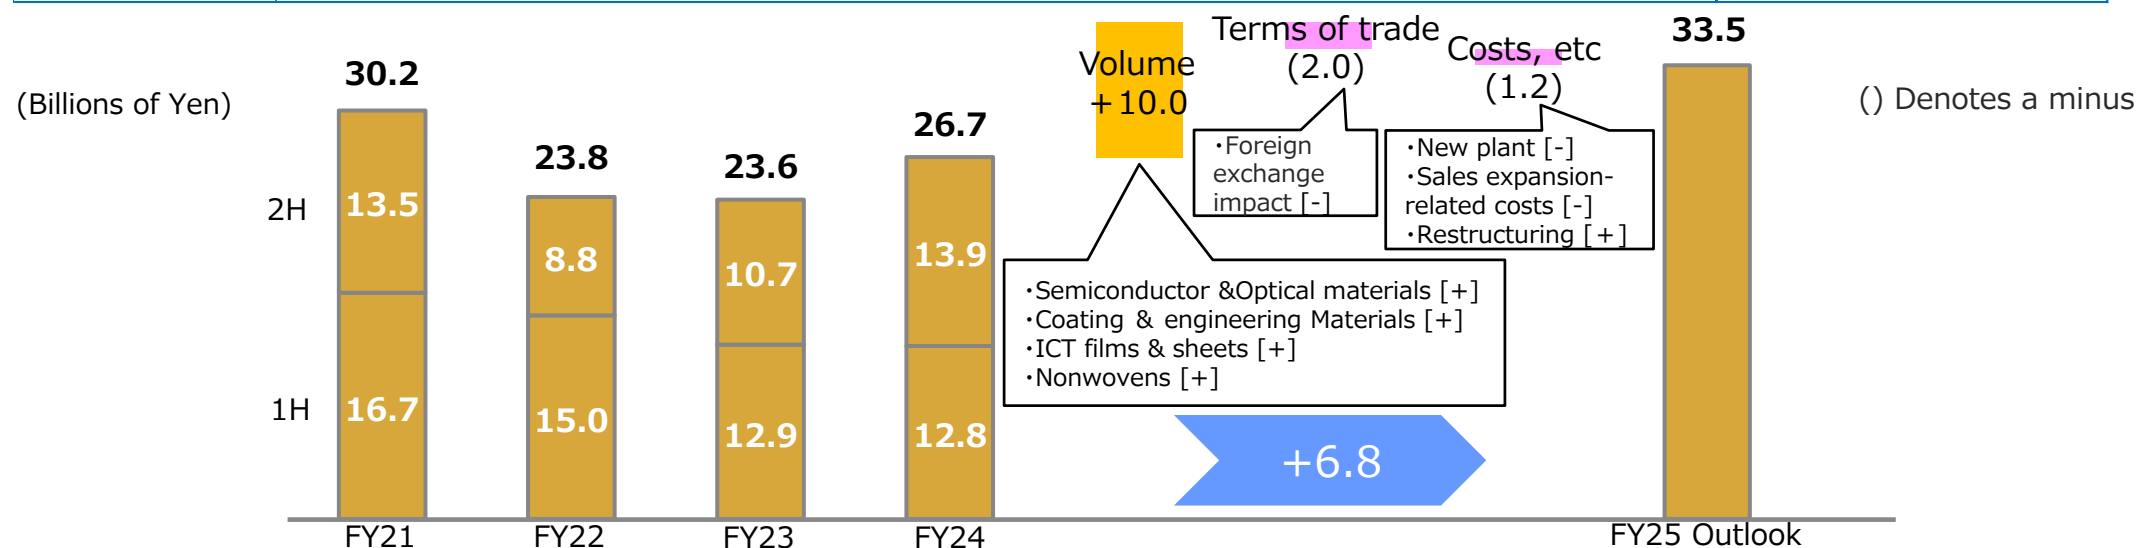 (Billions of Yen)
() Denotes a minus
30.2
23.8
23.6
26.7
33.5
Volume
+10.0
Terms of trade
(2.0)
Costs, etc
(1.2)
・Foreign
exchange
impact [-]
・New plant [-]
・Sales expansion-
related costs [-]
・Restructuring [+]
・Semiconductor &Optical materials [+]
・Coating & engineering Materials [+]
・ICT films & sheets [+]
・Nonwovens [+]
2H
13.5
8.8
10.7
13.9
1H
16.7
15.0
12.9
12.8
+6.8
FY21
FY22
FY23
FY24
FY25 Outlook